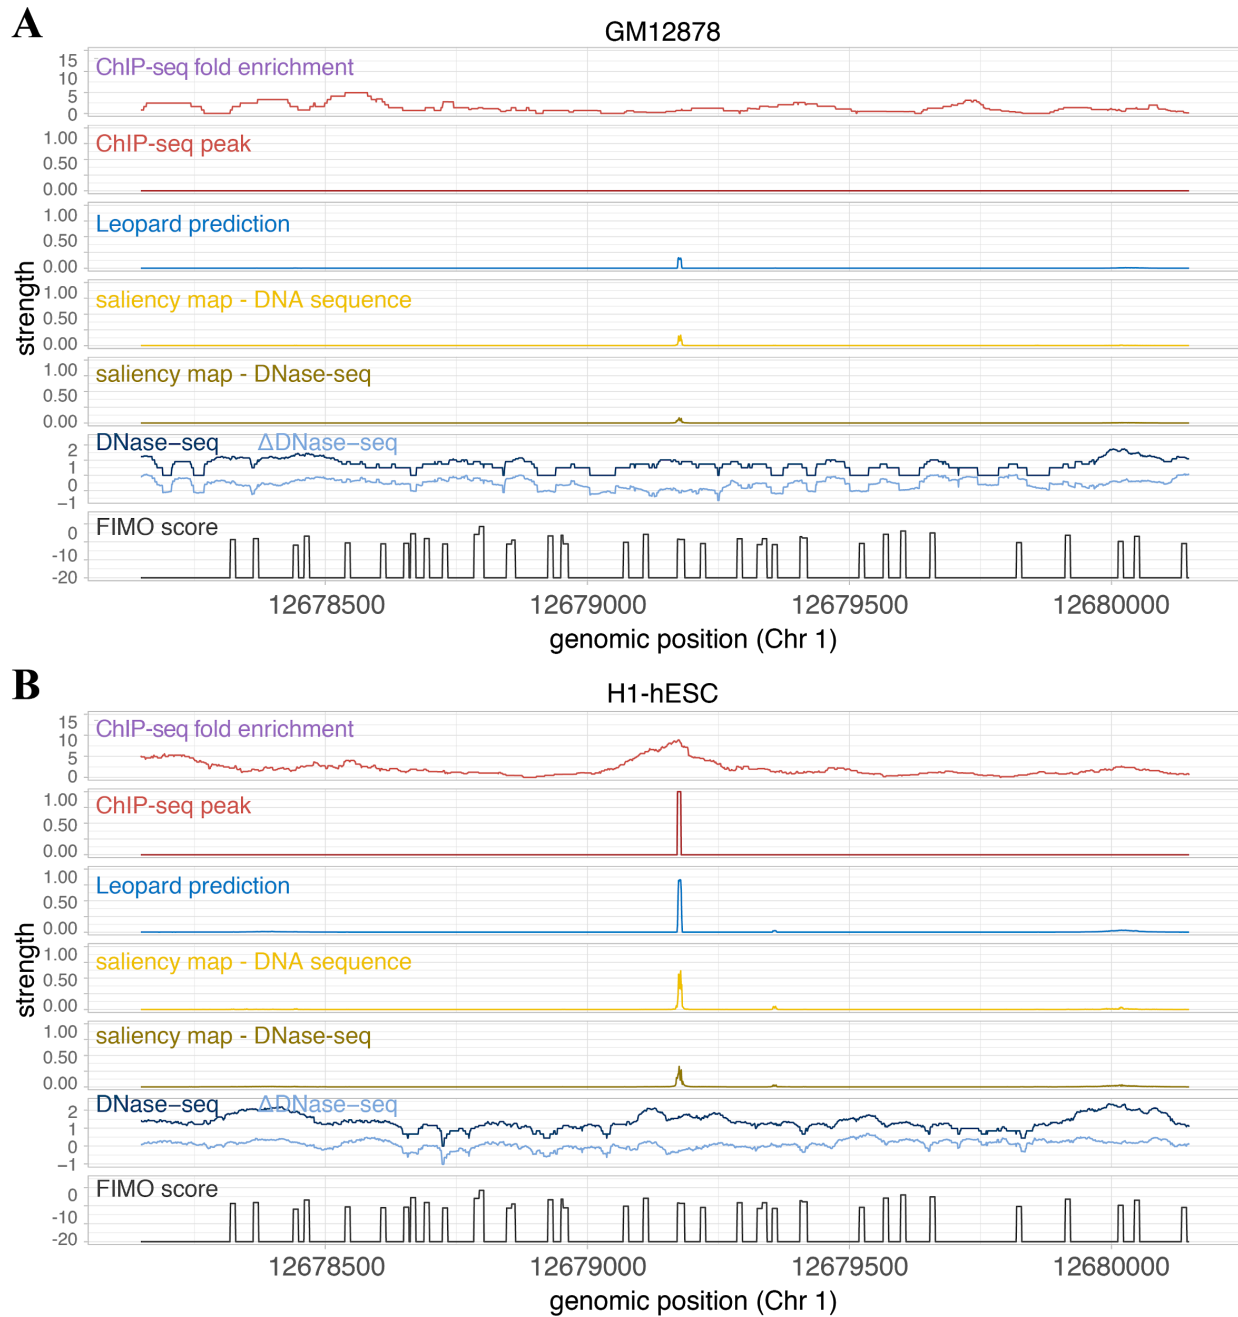 A
GM12878
ChIP-seq fold enrichment
15
10
5
0
ChIP-seq peak
1.00
0.50
0.00
Leopard prediction
1.00
0.50
0.00
saliency map - DNA sequence
1.00
0.50
0.00
saliency map - DNase-seq
1.00
0.50
0.00
DNase-seq ΔDNase-seq
2
1
0
-1
FIMO score
0
-10
-20
strength
12678500 12679000 12679500 12680000
genomic position (Chr 1)
B
H1-hESC
ChIP-seq fold enrichment
15
10
5
0
ChIP-seq peak
1.00
0.50
0.00
Leopard prediction
1.00
0.50
0.00
saliency map - DNA sequence
1.00
0.50
0.00
saliency map - DNase-seq
1.00
0.50
0.00
DNase-seq ΔDNase-seq
2
1
0
-1
FIMO score
0
-10
-20
strength
12678500 12679000 12679500 12680000
genomic position (Chr 1)